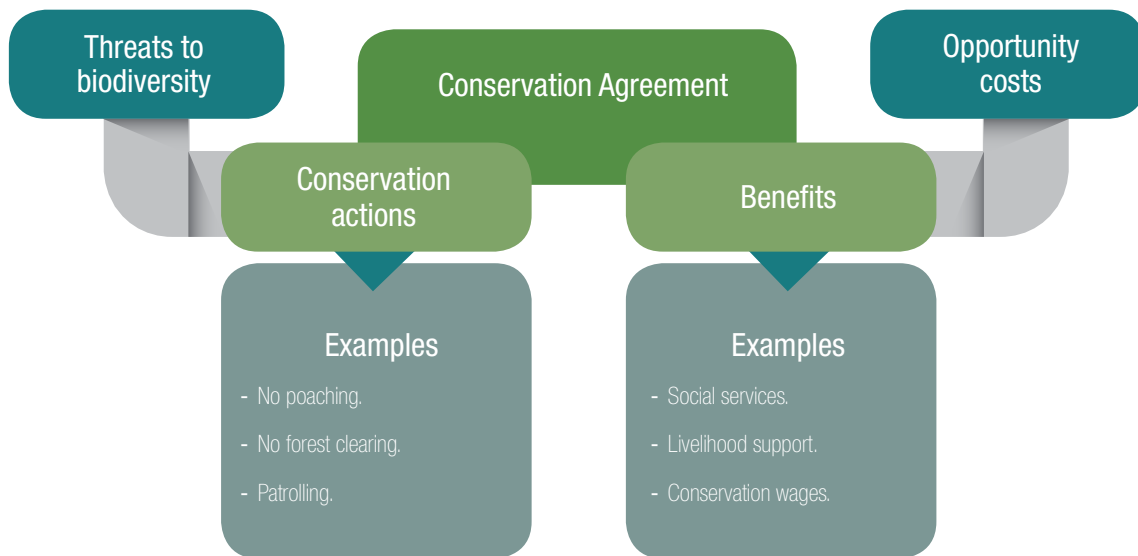 Threats to
biodiversity
Conservation Agreement
Opportunity
costs
Conservation
actions
Benefits
Examples
- No poaching.
- No forest clearing.
- Patrolling.
Examples
- Social services.
- Livelihood support.
- Conservation wages.